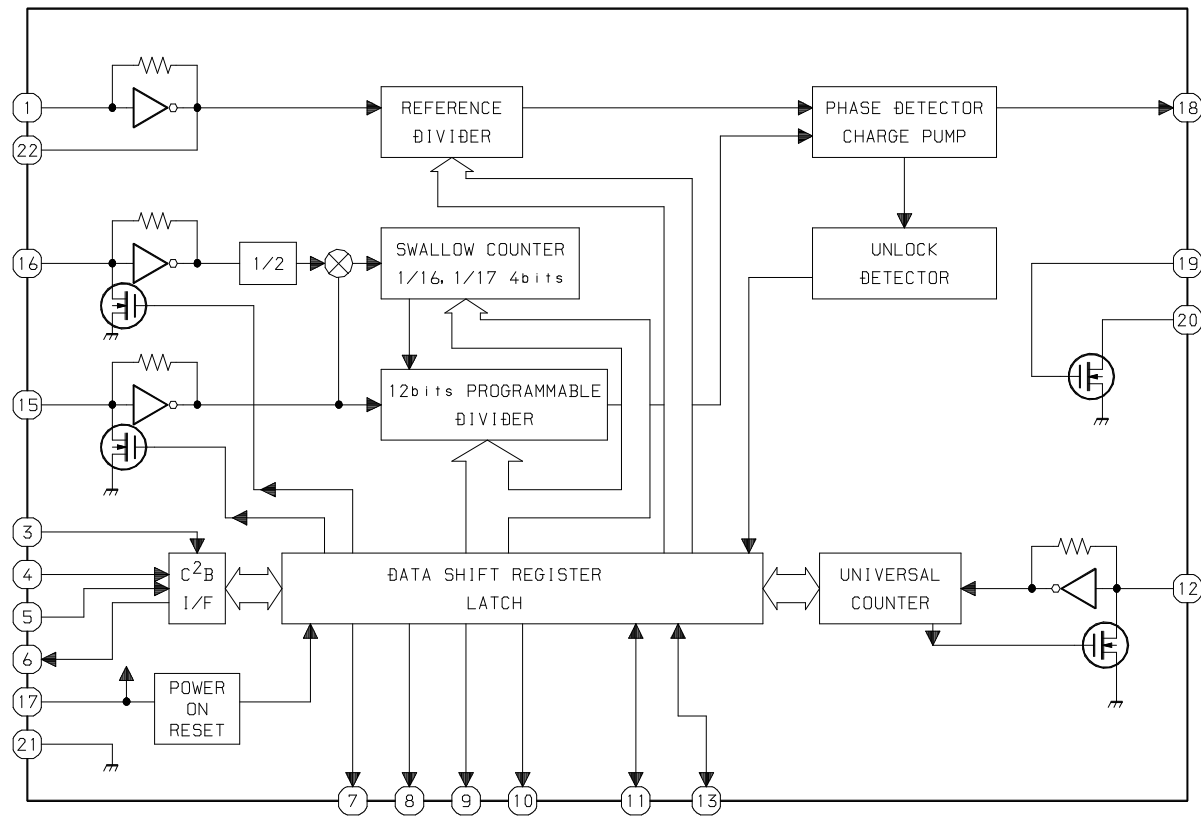 1
REFERENCE
DIVIDER
PHASE DETECTOR
CHARGE PUMP
18
22
16
1/2
SWALLOW COUNTER
1/16, 1/17 4bits
UNLOCK
DETECTOR
19
20
15
12bits PROGRAMMABLE
DIVIDER
3
4
5
6
C²B
I/F
DATA SHIFT REGISTER
LATCH
UNIVERSAL
COUNTER
12
17
POWER
ON
RESET
21
7
8
9
10
11
13